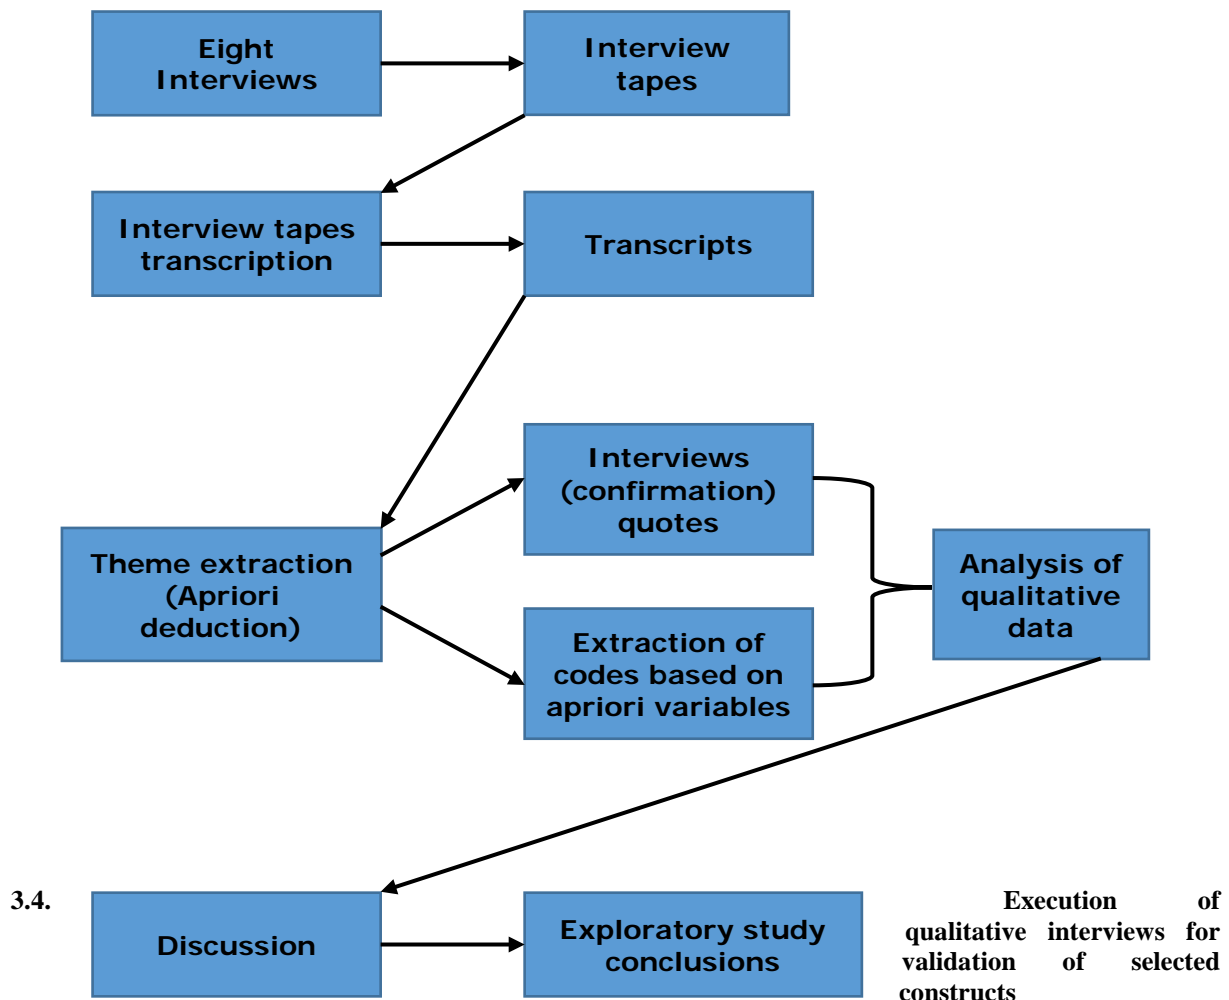 Eight
Interviews
Interview
tapes
Interview tapes
transcription
Transcripts
Interviews
(confirmation)
quotes
Theme extraction
(Apriori
deduction)
Analysis of
qualitative
data
Extraction of
codes based on
apriori variables
Discussion
Exploratory study
conclusions
3.4. Execution of
qualitative interviews for
validation of selected
constructs